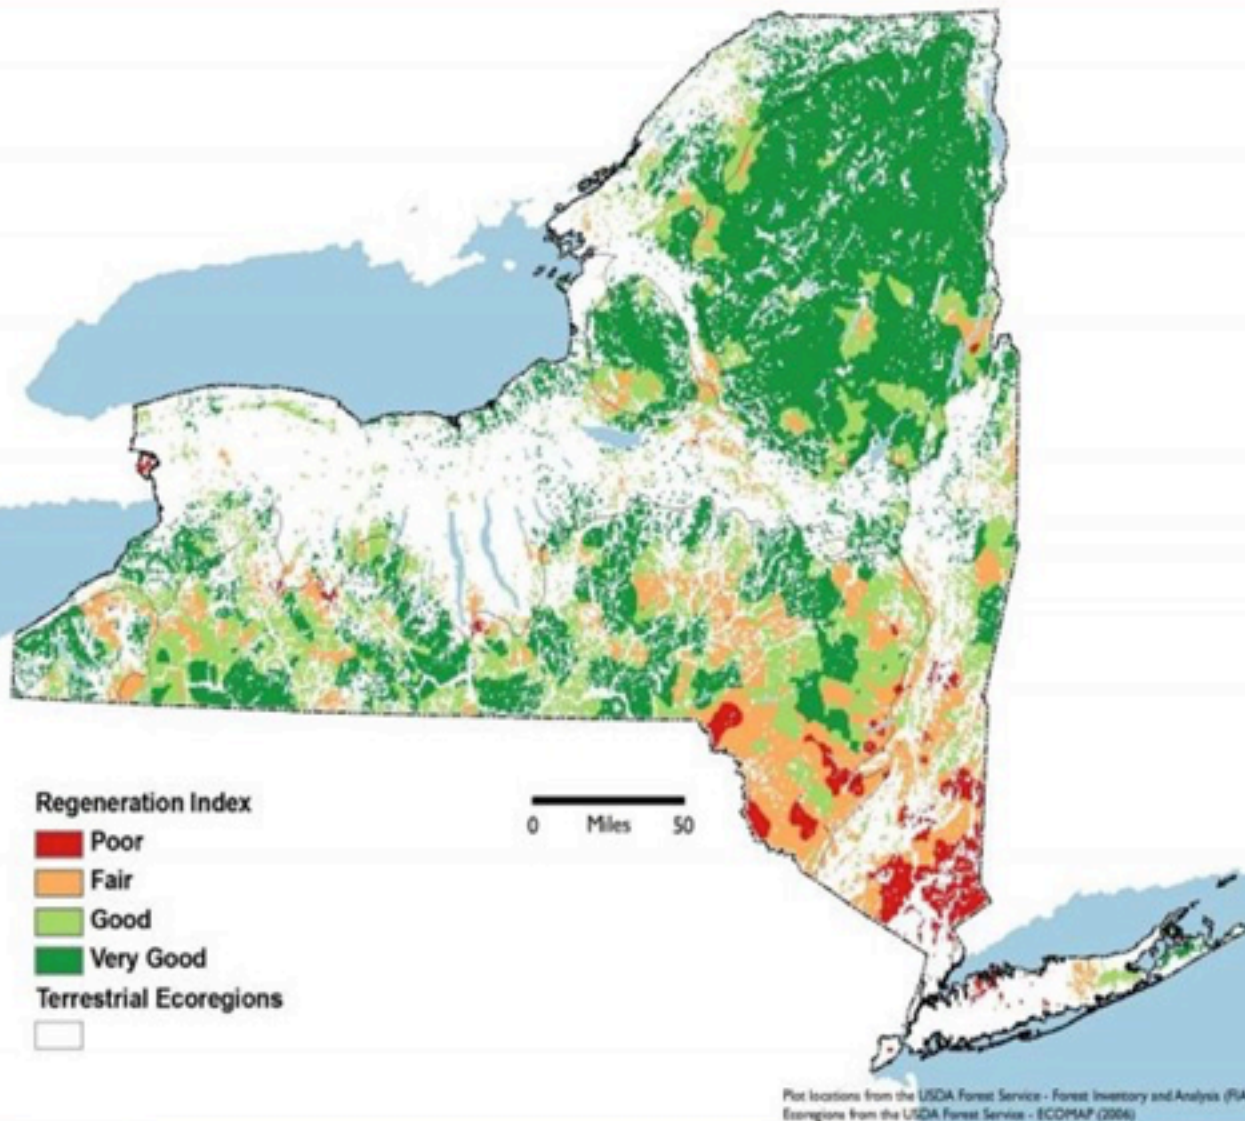 Regeneration Index
Poor
Fair
Good
Very Good
Terrestrial Ecoregions
0 Miles 50
Plot locations from the USDA Forest Service - Forest Inventory and Analysis (FIA
Ecoregions from the USDA Forest Service - ECOMAP (2006)